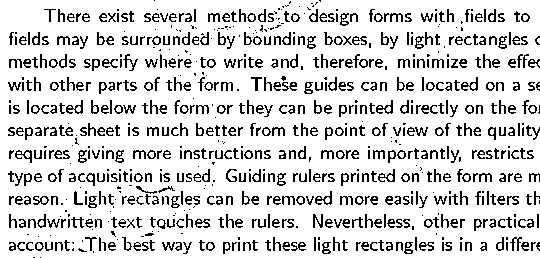 There exist several methods to design forms with fields to
fields may be surrounded by bounding boxes, by light rectangles
methods specify where to write and, therefore, minimize the effec
with other parts of the form. These guides can be located on a se
is located below the form or they can be printed directly on the fo
separate sheet is much better from the point of view of the quality
requires giving more instructions and, more importantly, restricts
type of acquisition is used. Guiding rulers printed on the form are m
reason. Light rectangles can be removed more easily with filters th
handwritten text touches the rulers. Nevertheless, other practical
account: The best way to print these light rectangles is in a differe